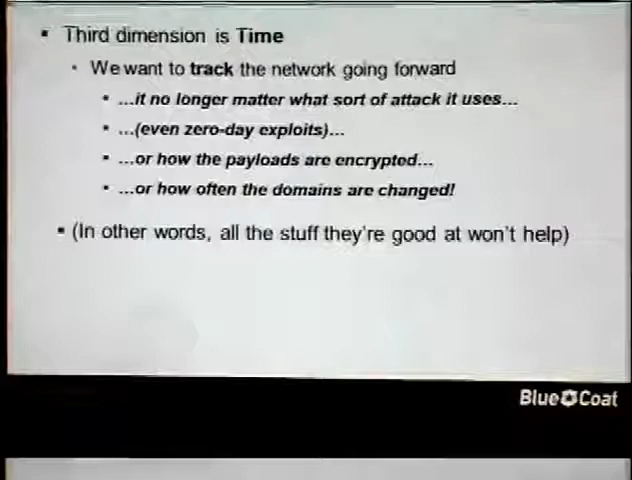 ▪ Third dimension is Time
• We want to track the network going forward
▪ ...it no longer matter what sort of attack it uses...
▪ ...(even zero-day exploits)...
▪ ...or how the payloads are encrypted...
▪ ...or how often the domains are changed!
▪ (In other words, all the stuff they're good at won't help)
Blue Coat